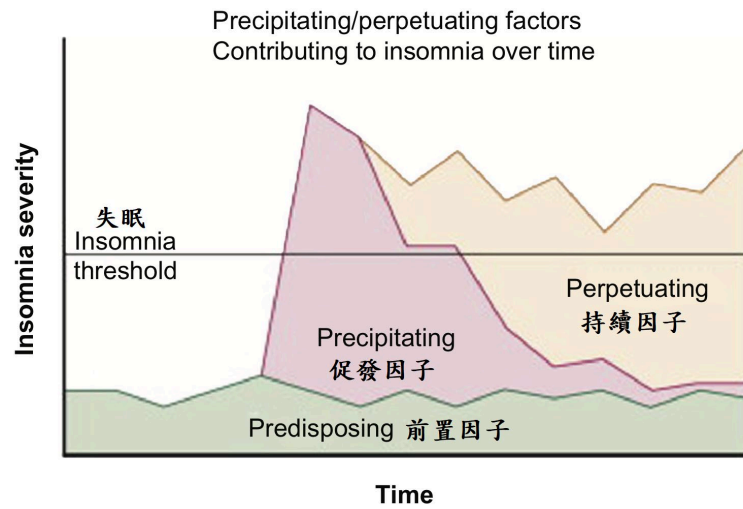 Precipitating/perpetuating factors
Contributing to insomnia over time
Insomnia severity
失眠
Insomnia
threshold
Perpetuating
持續因子
Precipitating
促發因子
Predisposing 前置因子
Time